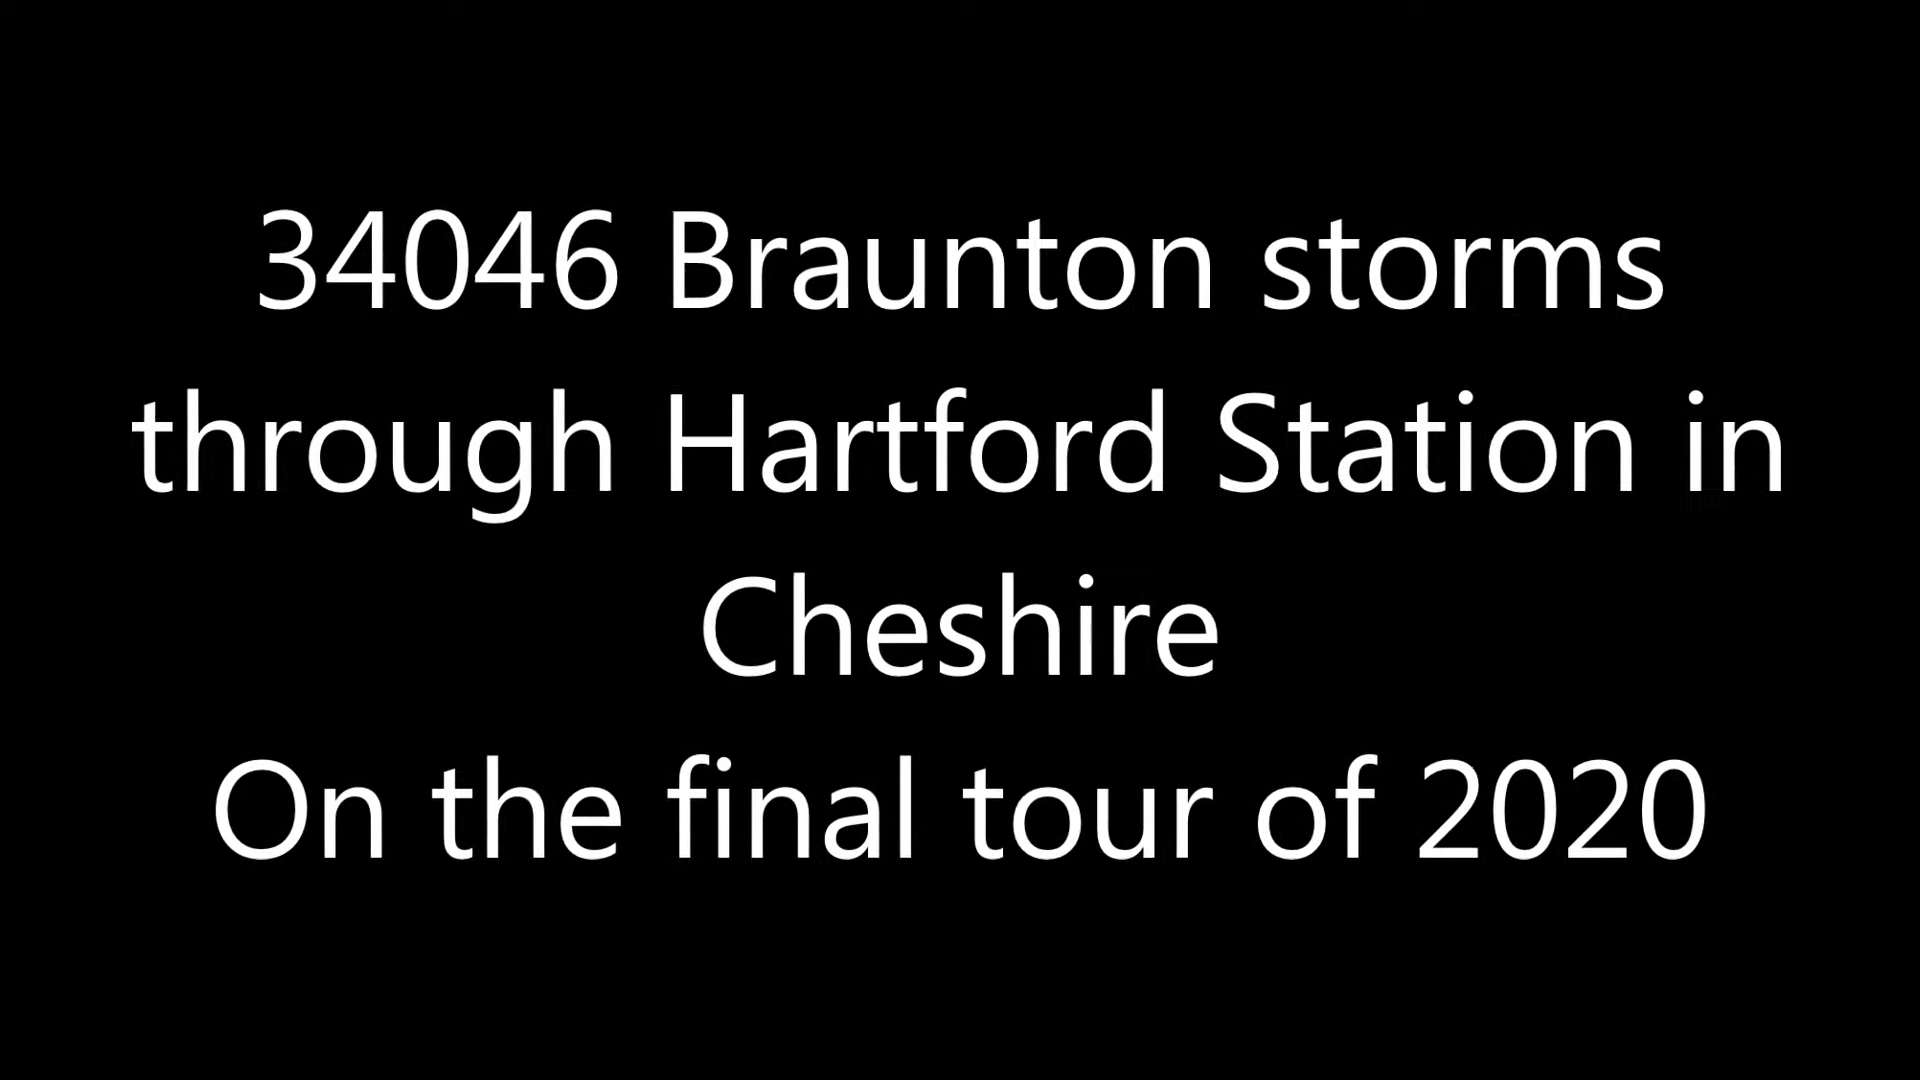 34046 Braunton storms
through Hartford Station in
Cheshire
On the final tour of 2020